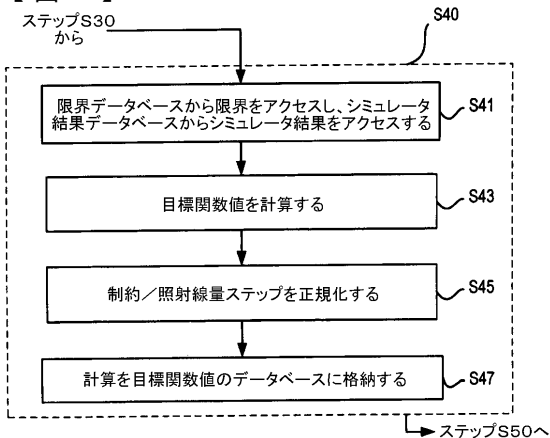 ステップS30
から
S40
限界データベースから限界をアクセスし、シミュレータ
結果データベースからシミュレータ結果をアクセスする
S41
目標関数値を計算する
S43
制約／照射線量ステップを正規化する
S45
計算を目標関数値のデータベースに格納する
S47
ステップS50へ